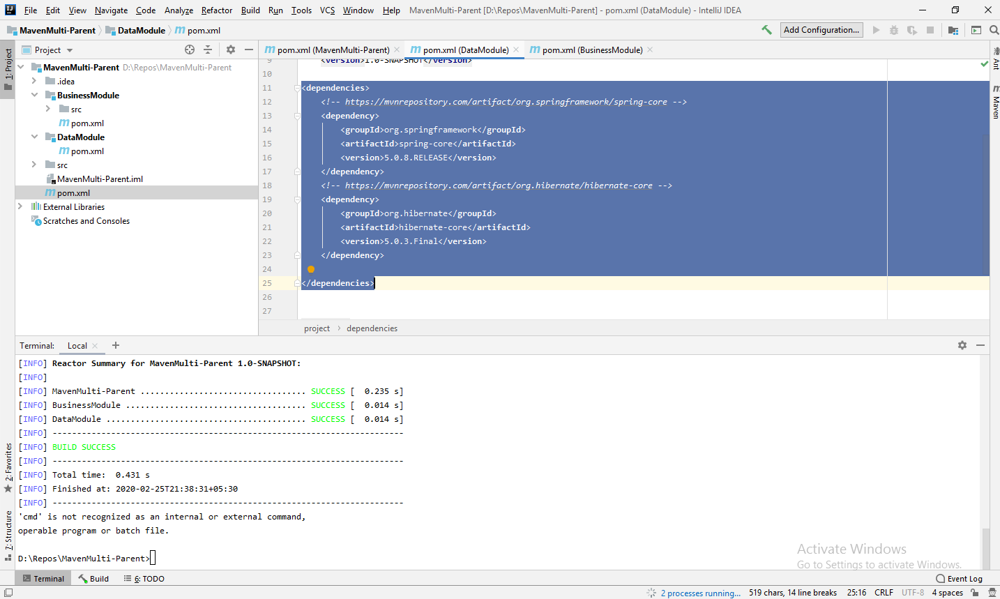 File Edit View Navigate Code Analyze Refactor Build Run Tools VCS Window Help MavenMulti-Parent [D:\Repos\MavenMulti-Parent] - pom.xml (DataModule) - IntelliJ IDEA
MavenMulti-Parent DataModule pom.xml
Add Configuration...
Project
pom.xml (MavenMulti-Parent) pom.xml (DataModule) pom.xml (BusinessModule)
1: Project
MavenMulti-Parent D:\Repos\MavenMulti-Parent
.idea
BusinessModule
src
pom.xml
DataModule
pom.xml
src
MavenMulti-Parent.iml
pom.xml
External Libraries
Scratches and Consoles
9 <version>1.0-SNAPSHOT</version>
10
11 <dependencies>
12 <!-- https://mvnrepository.com/artifact/org.springframework/spring-core -->
13 <dependency>
14 <groupId>org.springframework</groupId>
15 <artifactId>spring-core</artifactId>
16 <version>5.0.8.RELEASE</version>
17 </dependency>
18 <!-- https://mvnrepository.com/artifact/org.hibernate/hibernate-core -->
19 <dependency>
20 <groupId>org.hibernate</groupId>
21 <artifactId>hibernate-core</artifactId>
22 <version>5.0.3.Final</version>
23 </dependency>
24
25 </dependencies>
26
27
Ant
Maven
project › dependencies
Terminal: Local
[INFO] Reactor Summary for MavenMulti-Parent 1.0-SNAPSHOT:
[INFO]
[INFO] MavenMulti-Parent .................................. SUCCESS [  0.235 s]
[INFO] BusinessModule ..................................... SUCCESS [  0.014 s]
[INFO] DataModule ......................................... SUCCESS [  0.014 s]
[INFO] ------------------------------------------------------------------------
[INFO] BUILD SUCCESS
[INFO] ------------------------------------------------------------------------
[INFO] Total time:  0.431 s
[INFO] Finished at: 2020-02-25T21:38:31+05:30
[INFO] ------------------------------------------------------------------------
'cmd' is not recognized as an internal or external command,
operable program or batch file.
D:\Repos\MavenMulti-Parent>
2: Favorites
7: Structure
Activate Windows
Go to Settings to activate Windows.
Terminal Build 6: TODO Event Log
2 processes running... 519 chars, 14 line breaks 25:16 CRLF UTF-8 4 spaces